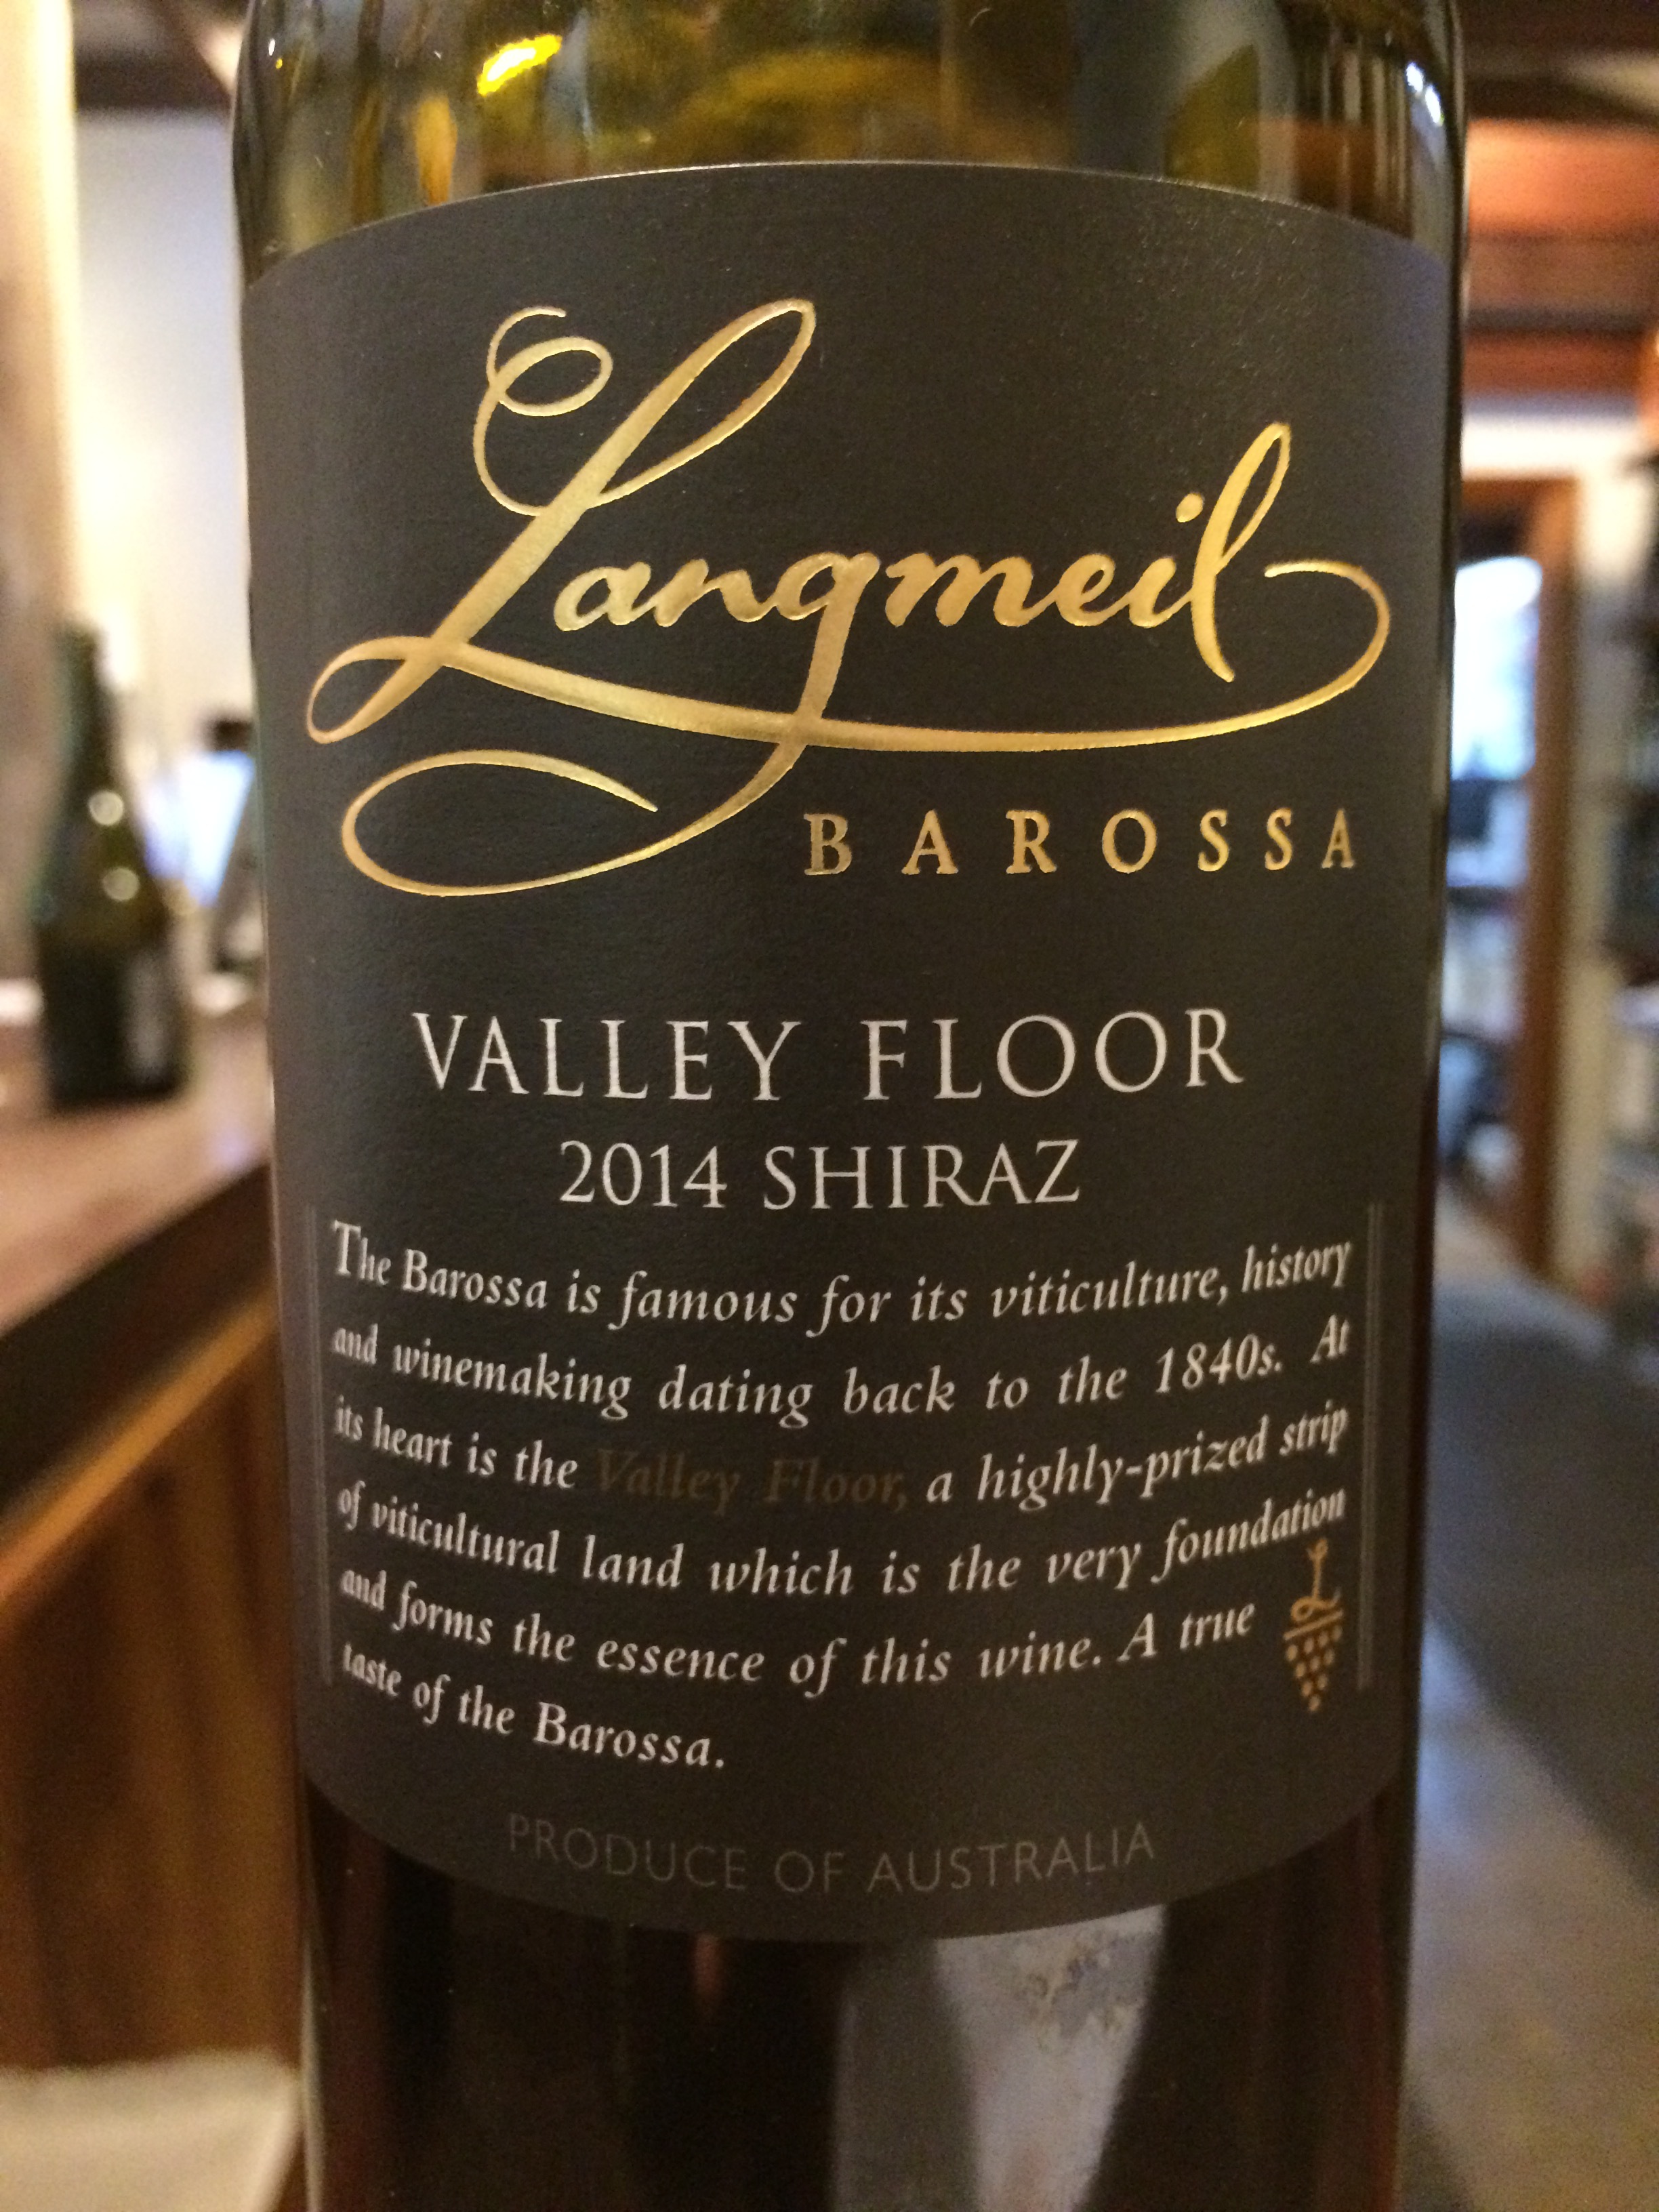 Langmeil
BAROSSA
VALLEY FLOOR
2014 SHIRAZ
The Barossa is famous for its viticulture, history
and winemaking dating back to the 1840s. At
its heart is the Valley Floor, a highly-prized strip
of viticultural land which is the very foundation
and forms the essence of this wine. A true
L
taste of the Barossa.
PRODUCE OF AUSTRALIA